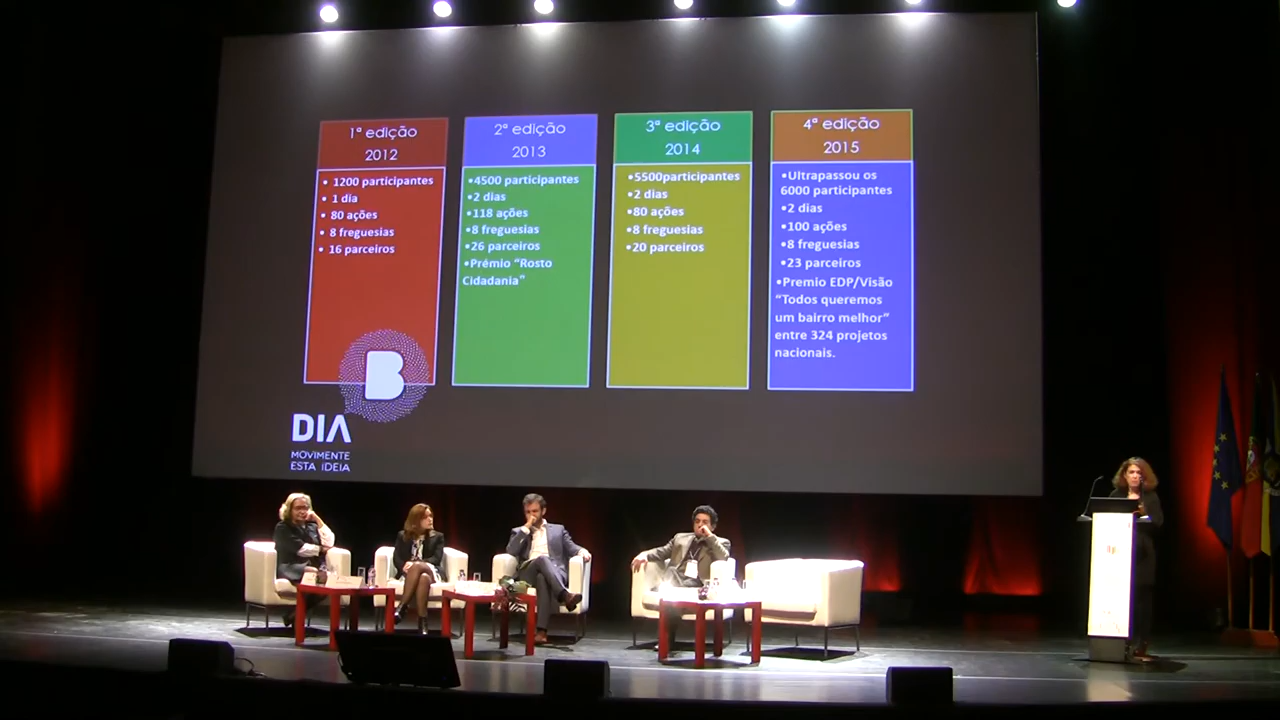 1ª edição
2012
• 1200 participantes
• 1 dia
• 80 ações
• 8 freguesias
• 16 parceiros
2ª edição
2013
•4500 participantes
•2 dias
•118 ações
•8 freguesias
•26 parceiros
•Prémio “Rosto
Cidadania”
3ª edição
2014
•5500participantes
•2 dias
•80 ações
•8 freguesias
•20 parceiros
4ª edição
2015
•Ultrapassou os
6000 participantes
•2 dias
•100 ações
•8 freguesias
•23 parceiros
•Premio EDP/Visão
“Todos queremos
um bairro melhor”
entre 324 projetos
nacionais.
B
DIA
MOVIMENTE
ESTA IDEIA